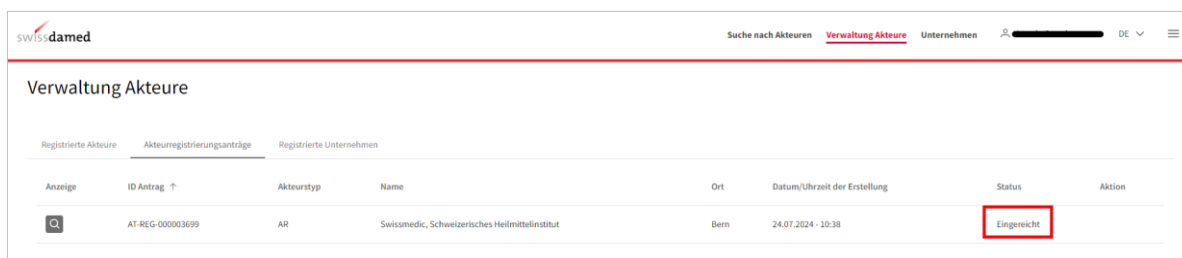 swissdamed Suche nach Akteuren Verwaltung Akteure Unternehmen DE
Verwaltung Akteure
Registrierte Akteure Akteurregistrierungsanträge Registrierte Unternehmen
Anzeige ID Antrag ↑ Akteurstyp Name Ort Datum/Uhrzeit der Erstellung Status Aktion
AT-REG-000003699 AR Swissmedic, Schweizerisches Heilmittelinstitut Bern 24.07.2024 - 10:38 Eingereicht